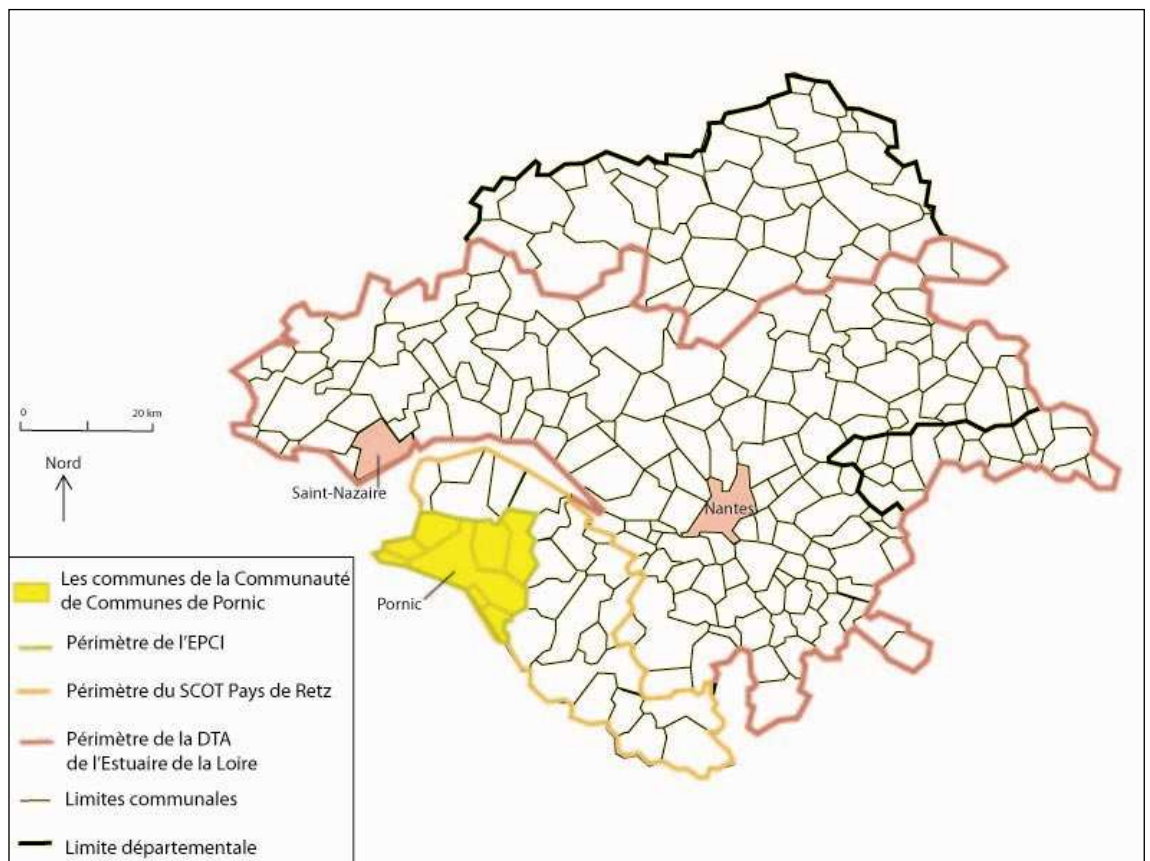 0
20 km
Nord
Saint-Nazaire
Nantes
Pornic
Les communes de la Communauté
de Communes de Pornic
Périmètre de l'EPCI
Périmètre du SCOT Pays de Retz
Périmètre de la DTA
de l'Estuaire de la Loire
Limites communales
Limite départementale